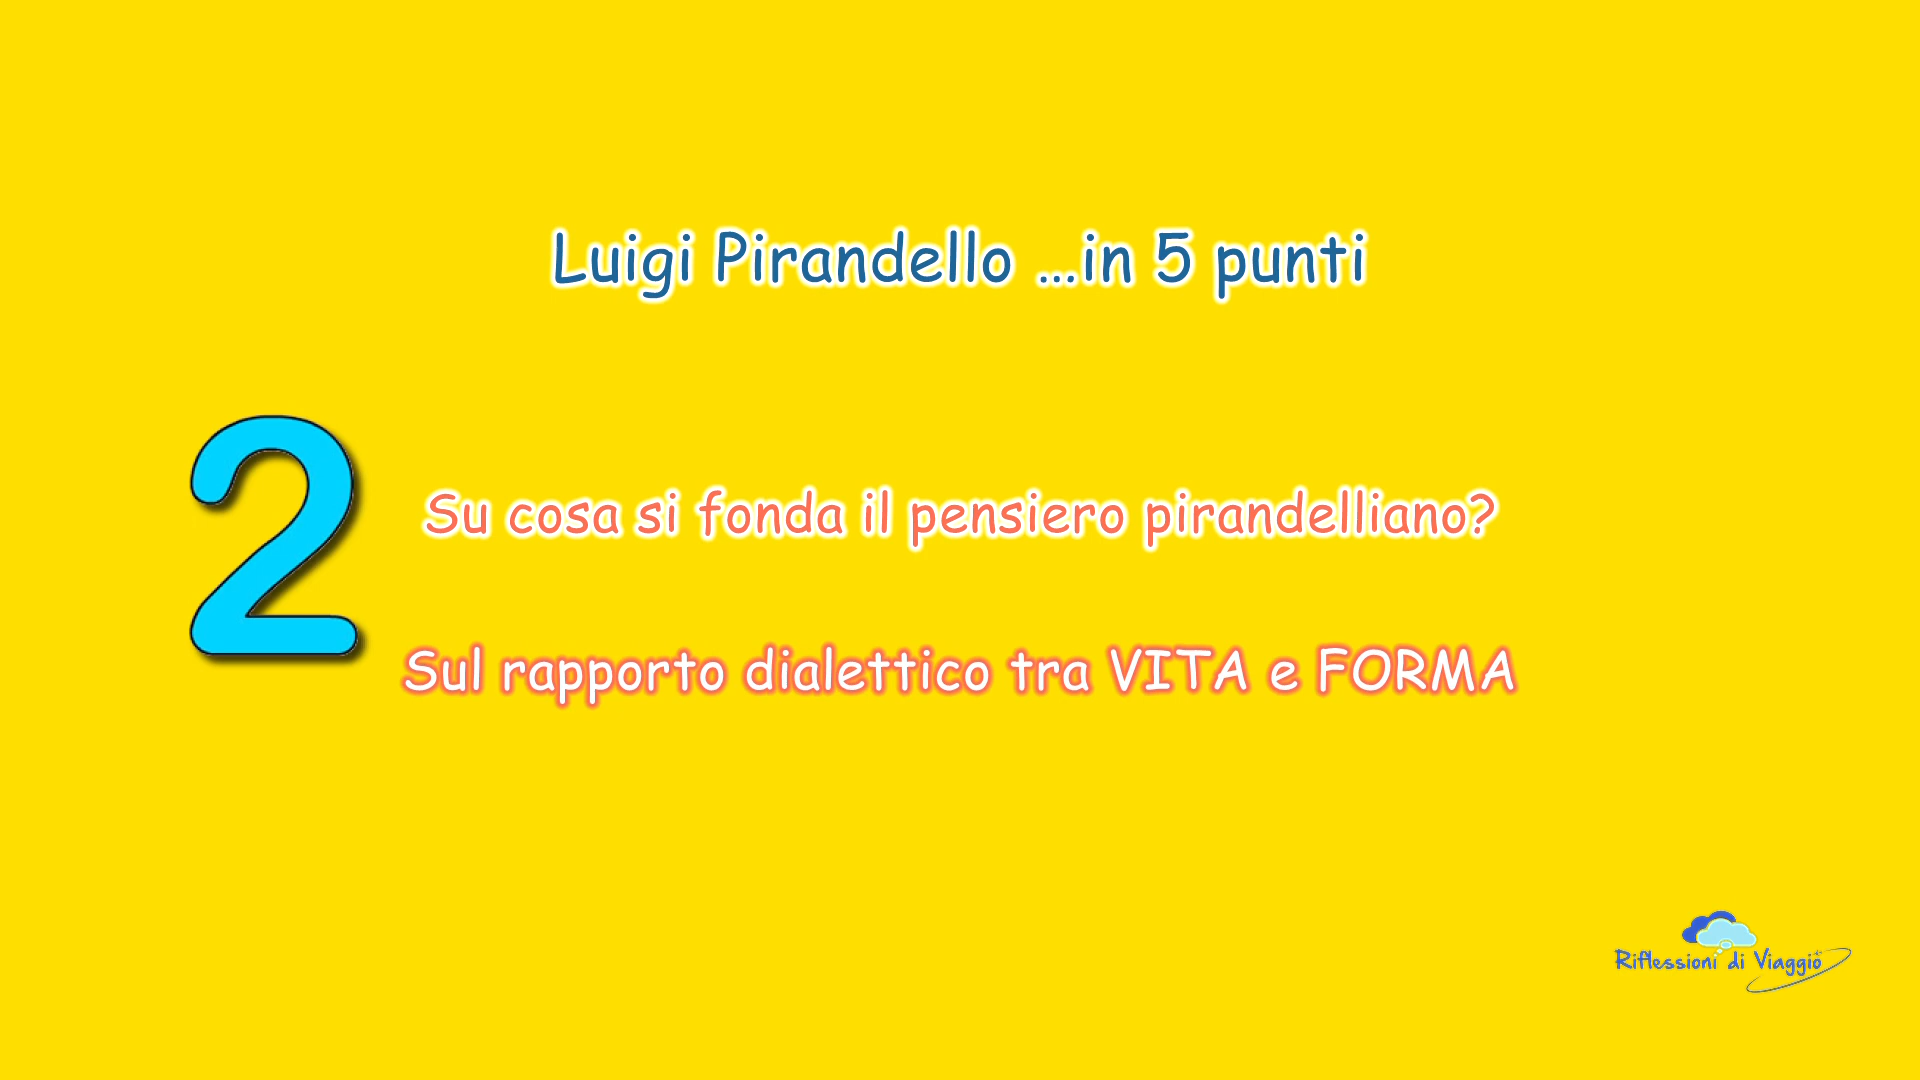 Luigi Pirandello ...in 5 punti
2
Su cosa si fonda il pensiero pirandelliano?
Sul rapporto dialettico tra VITA e FORMA
Riflessioni di Viaggio